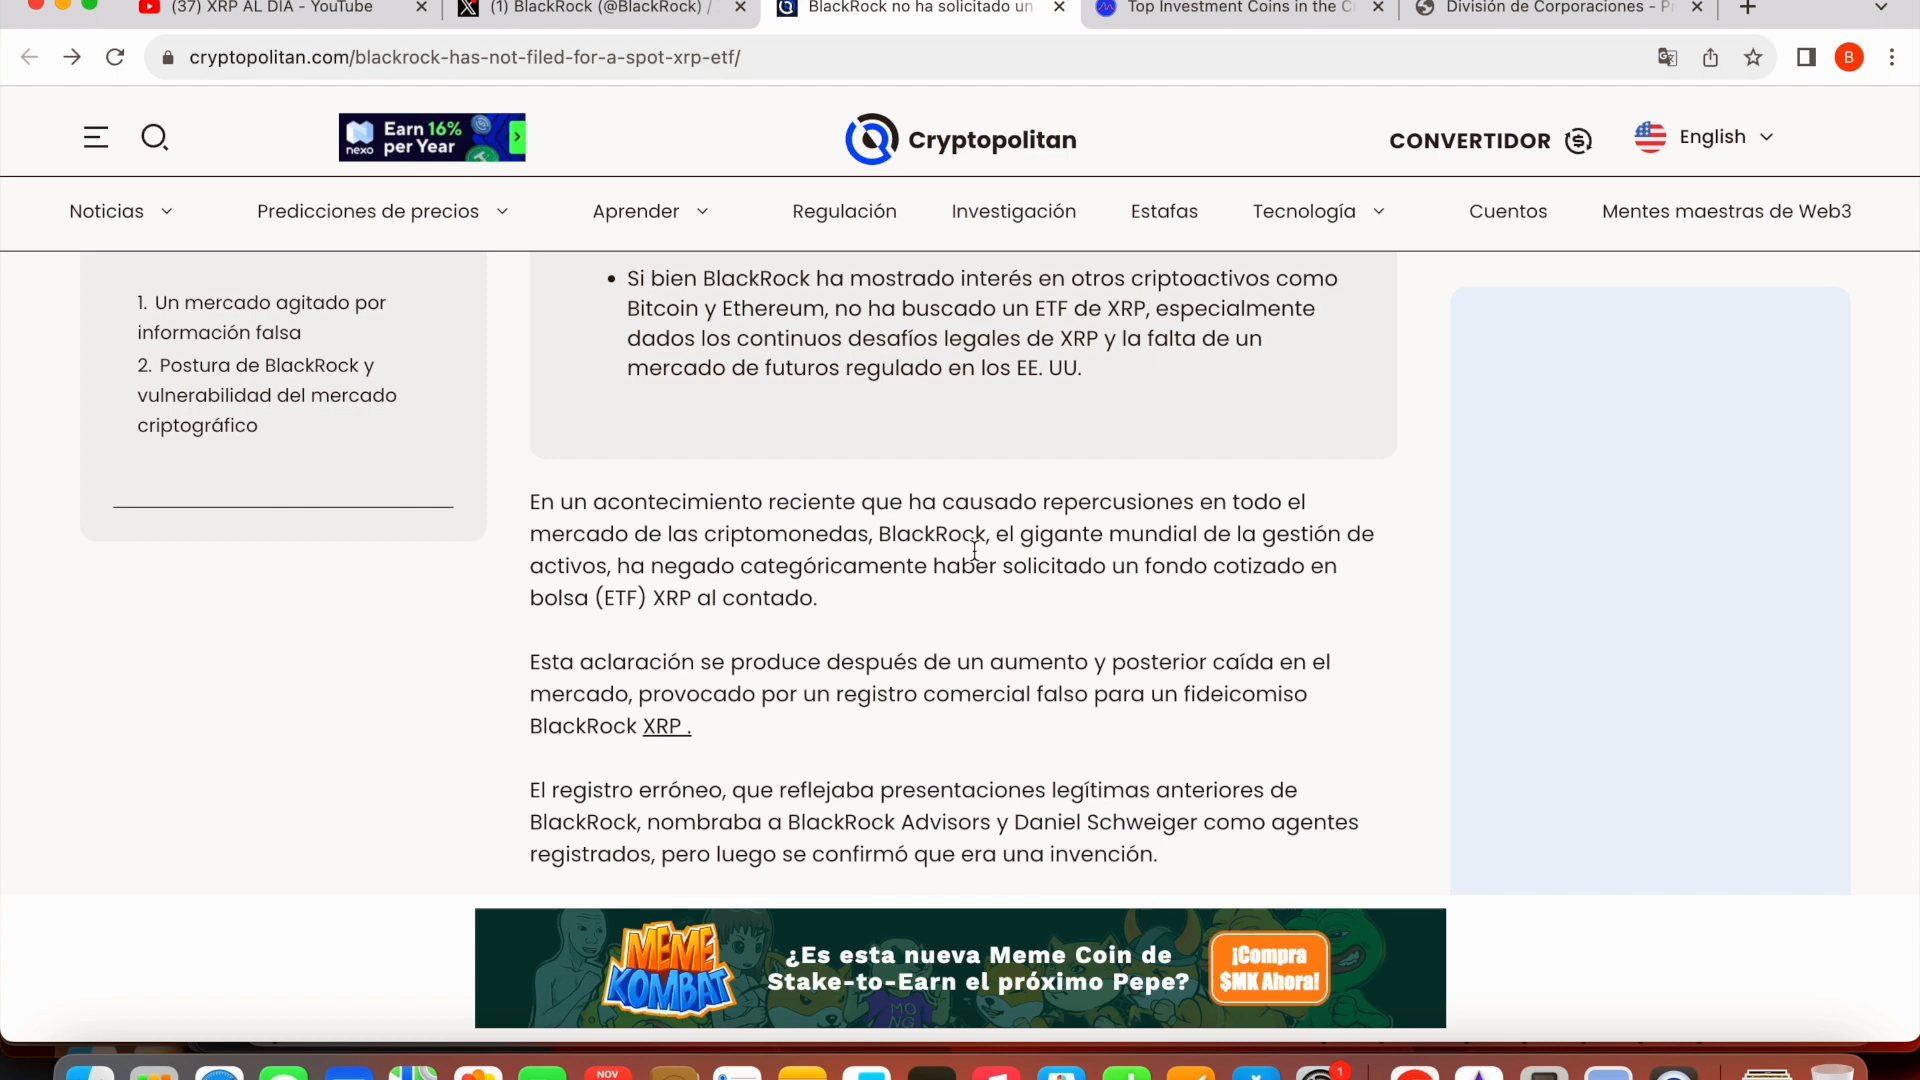 (37) XRP AL DÍA - YouTube
(1) BlackRock (@BlackRock) /
BlackRock no ha solicitado un
Top Investment Coins in the C
División de Corporaciones - P
cryptopolitan.com/blackrock-has-not-filed-for-a-spot-xrp-etf/
B
nexo
Earn 16%
per Year
Cryptopolitan
CONVERTIDOR
English
Noticias
Predicciones de precios
Aprender
Regulación
Investigación
Estafas
Tecnología
Cuentos
Mentes maestras de Web3
1. Un mercado agitado por
información falsa
2. Postura de BlackRock y
vulnerabilidad del mercado
criptográfico
• Si bien BlackRock ha mostrado interés en otros criptoactivos como
Bitcoin y Ethereum, no ha buscado un ETF de XRP, especialmente
dados los continuos desafíos legales de XRP y la falta de un
mercado de futuros regulado en los EE. UU.
En un acontecimiento reciente que ha causado repercusiones en todo el
mercado de las criptomonedas, BlackRock, el gigante mundial de la gestión de
activos, ha negado categóricamente haber solicitado un fondo cotizado en
bolsa (ETF) XRP al contado.
Esta aclaración se produce después de un aumento y posterior caída en el
mercado, provocado por un registro comercial falso para un fideicomiso
BlackRock XRP .
El registro erróneo, que reflejaba presentaciones legítimas anteriores de
BlackRock, nombraba a BlackRock Advisors y Daniel Schweiger como agentes
registrados, pero luego se confirmó que era una invención.
MEME
KOMBAT
¿Es esta nueva Meme Coin de
Stake-to-Earn el próximo Pepe?
¡Compra
$MK Ahora!
NOV
1